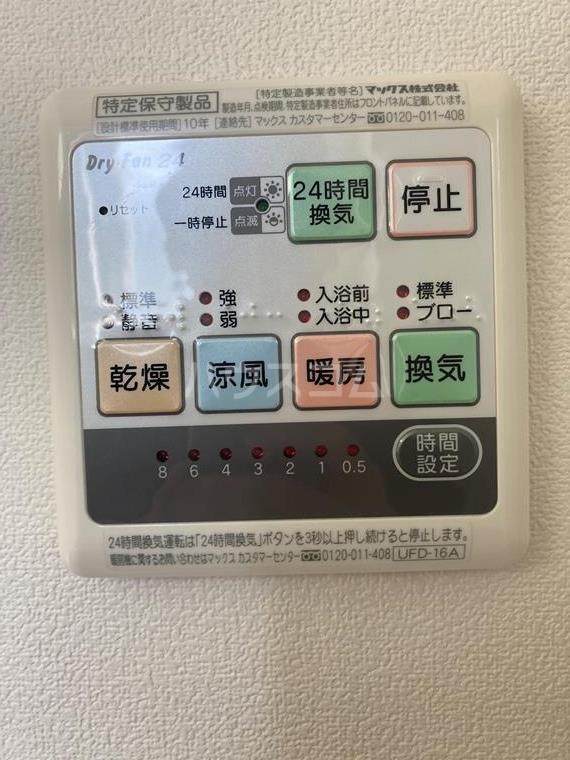 特定保守製品
[特定製造事業者等名] マックス株式会社
製造年月、点検期間、特定製造事業者住所はフロントパネルに記載しています。
[設計標準使用期間] 10年 [連絡先] マックス カスタマーセンター 0120-011-408
Dry-Fan 24
リセット
24時間 点灯
一時停止 点滅
24時間換気
停止
標準 強 入浴前 標準
静音 弱 入浴中 ブロー
乾燥 涼風 暖房 換気
8 6 4 3 2 1 0.5
時間設定
ハウスコム
24時間換気運転は「24時間換気」ボタンを3秒以上押し続けると停止します。
暖房機に関するお問い合わせはマックス カスタマーセンター 0120-011-408 UFD-16A